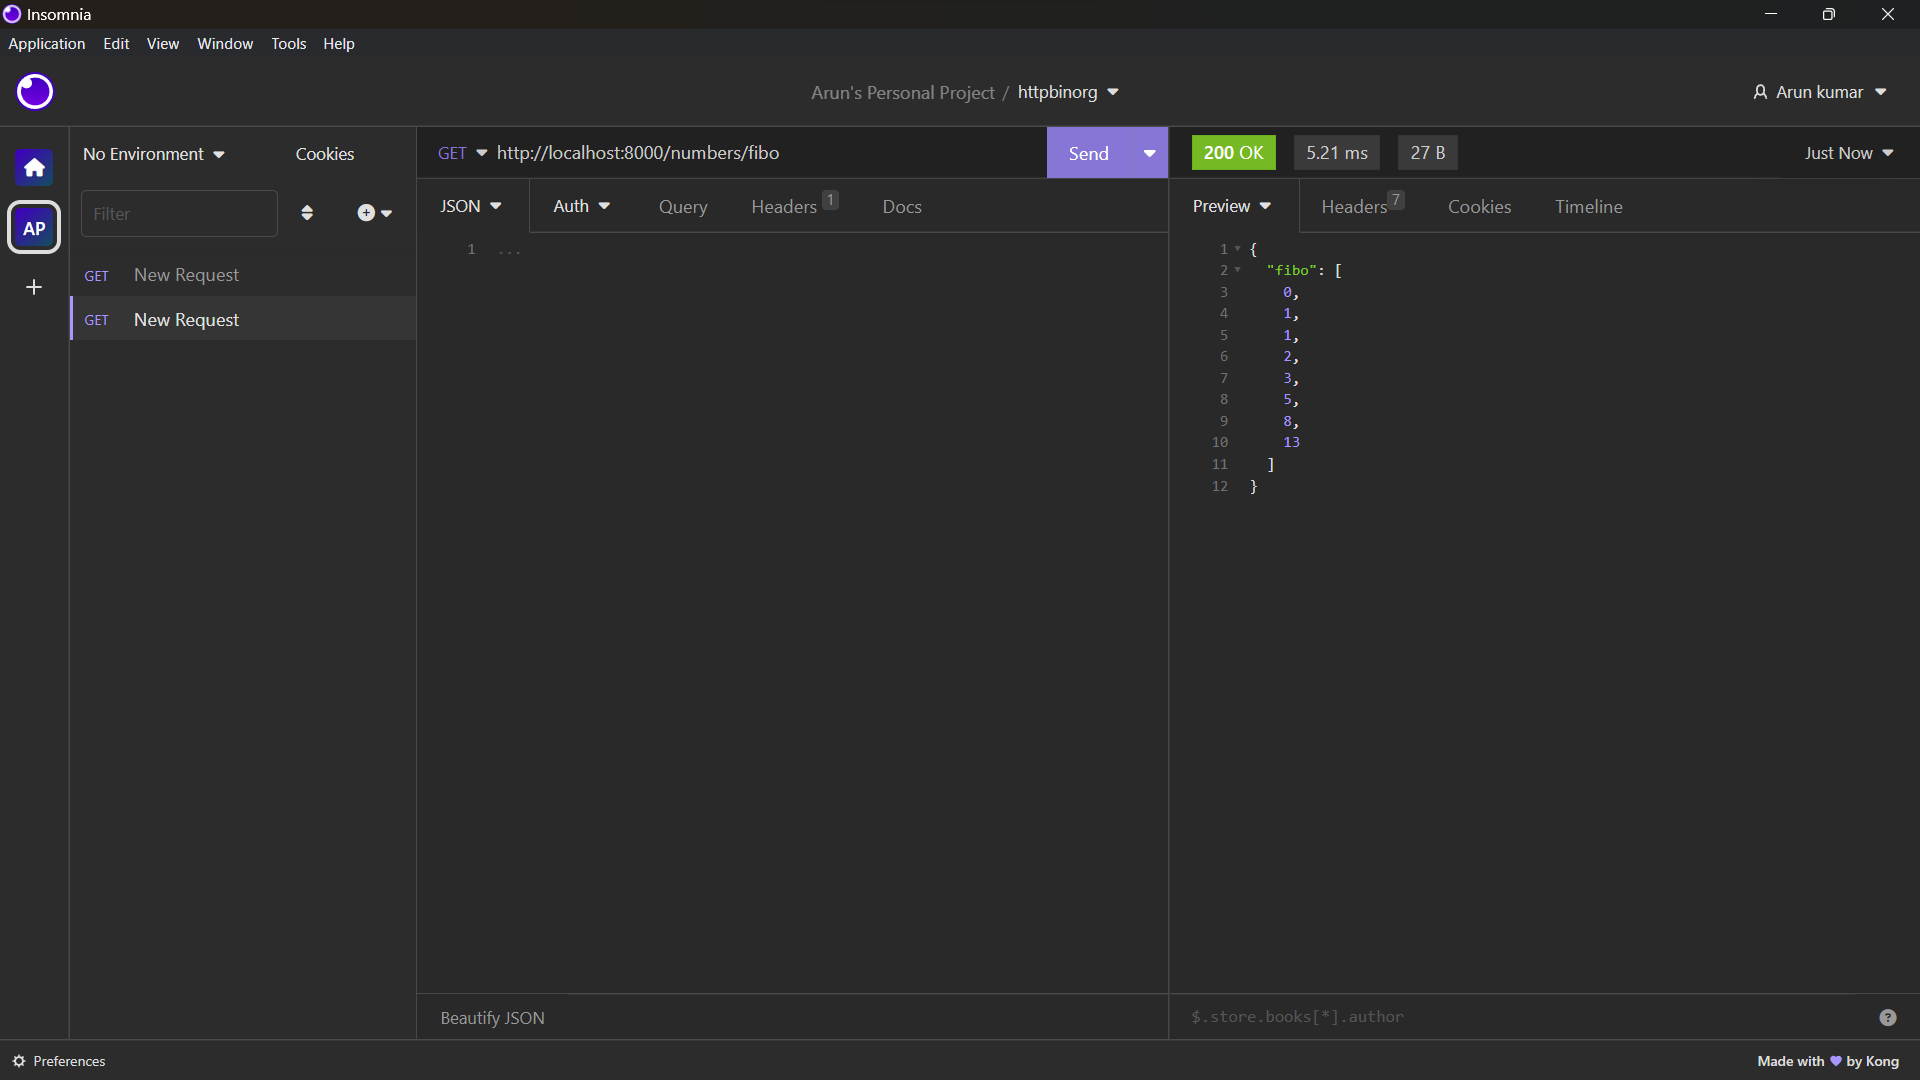 Insomnia
Application Edit View Window Tools Help
Arun's Personal Project / httpbinorg
Arun kumar
No Environment Cookies
GET http://localhost:8000/numbers/fibo Send
200 OK 5.21 ms 27 B Just Now
Filter
JSON Auth Query Headers 1 Docs
Preview Headers 7 Cookies Timeline
AP
GET New Request
GET New Request
1 ...
1 {
2 "fibo": [
3 0,
4 1,
5 1,
6 2,
7 3,
8 5,
9 8,
10 13
11 ]
12 }
Beautify JSON
$.store.books[*].author
?
Preferences
Made with 💜 by Kong